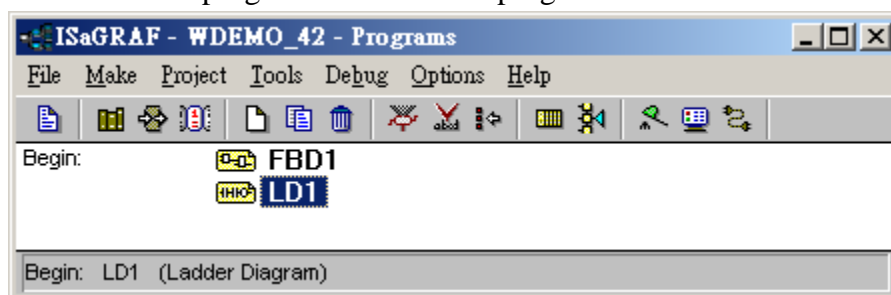 ISaGRAF - WDEMO_42 - Programs
File Make Project Tools Debug Options Help
Begin: FBD1
LD1
Begin: LD1 (Ladder Diagram)